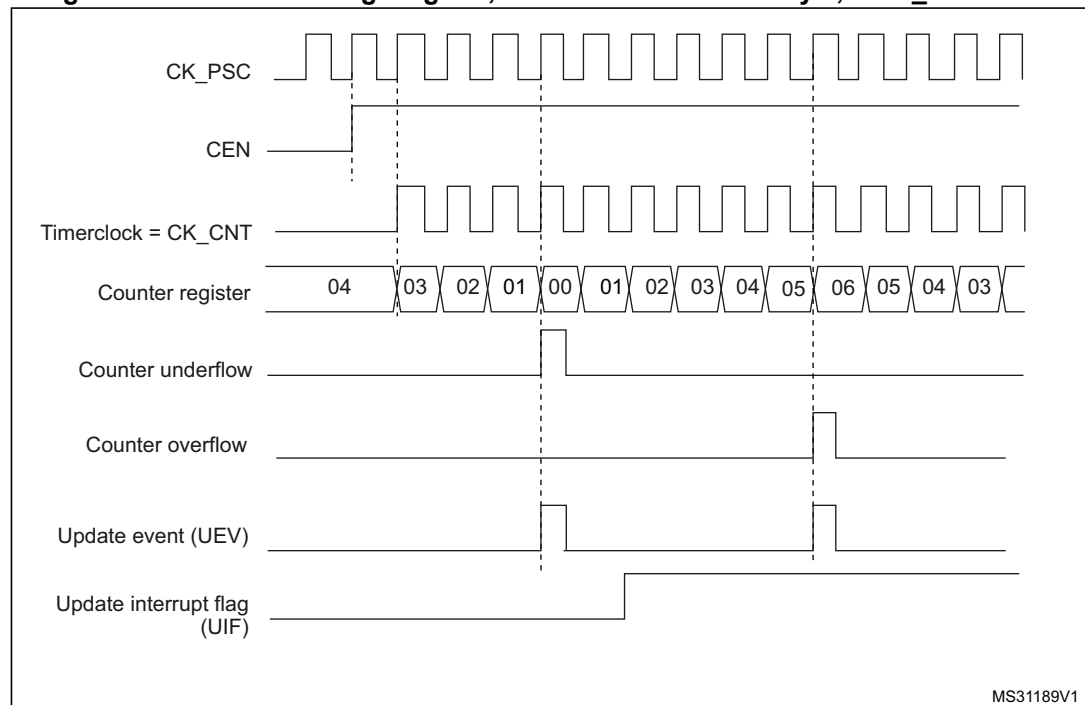 CK_PSC
CEN
Timerclock = CK_CNT
Counter register
04 03 02 01 00 01 02 03 04 05 06 05 04 03
Counter underflow
Counter overflow
Update event (UEV)
Update interrupt flag
(UIF)
MS31189V1